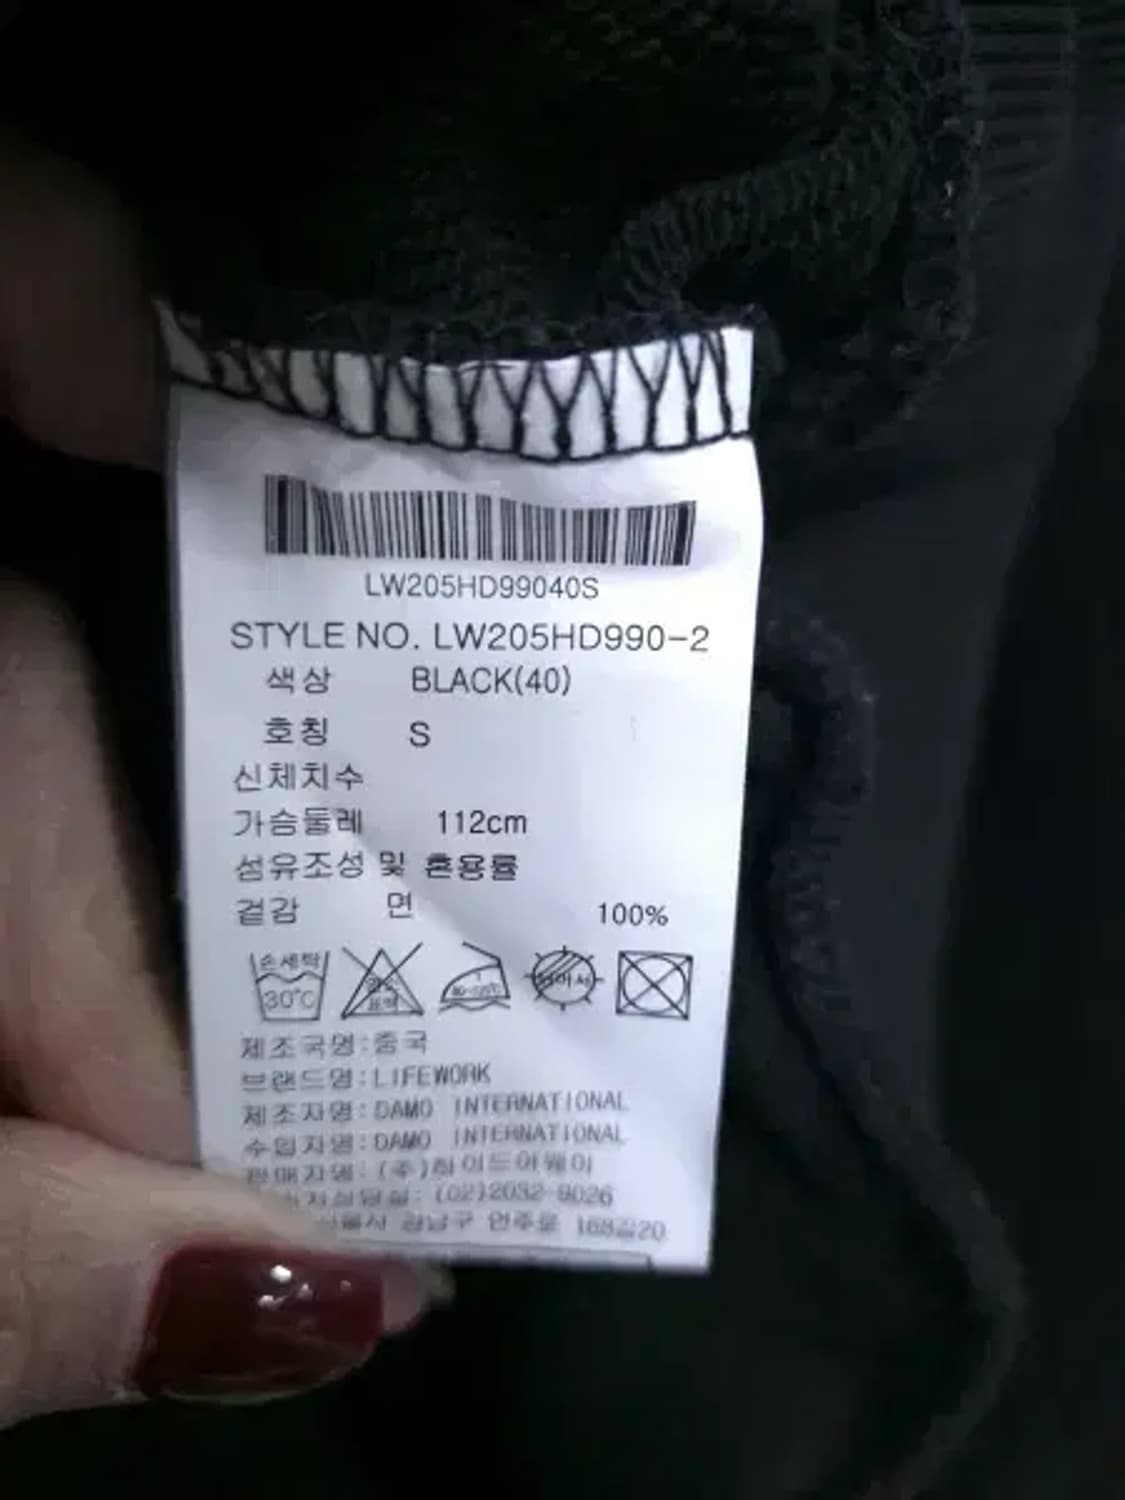 LW205HD99040S
STYLE NO. LW205HD990-2
색상 BLACK(40)
호칭 S
신체치수
가슴둘레 112cm
섬유조성 및 혼용률
겉감 면 100%
손세탁
30℃
표백
제조국명:중국
브랜드명:LIFEWORK
제조자명:DAMO INTERNATIONAL
수입자명:DAMO INTERNATIONAL
판매자명:(주)하이드어웨이
(02)2032-9026
강남구 언주로 168길20